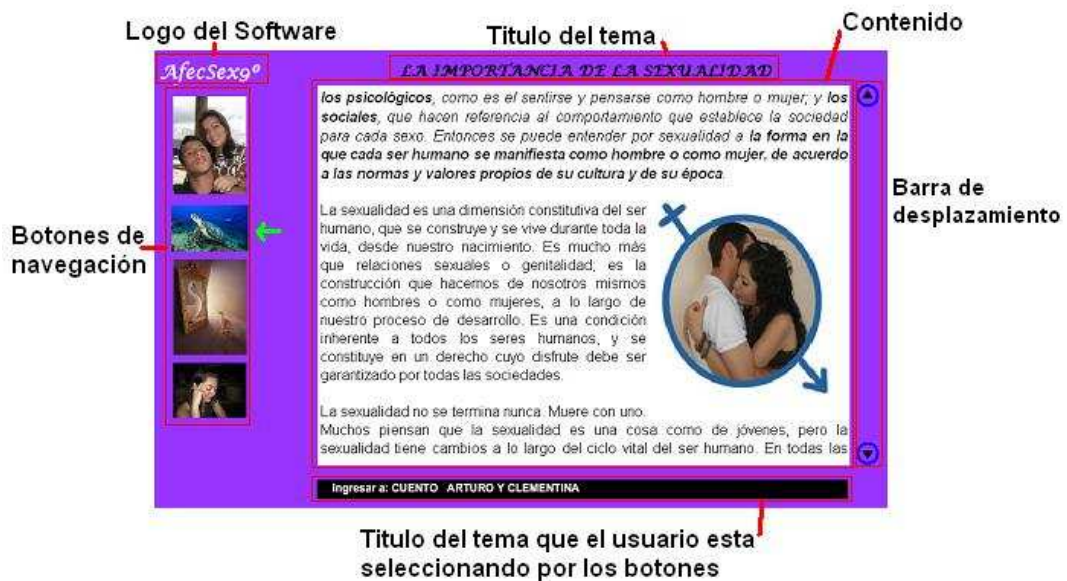 Logo del Software
Titulo del tema
Contenido
AfecSex9º
LA IMPORTANCIA DE LA SEXUALIDAD
los psicológicos, como es el sentirse y pensarse como hombre o mujer; y los
sociales, que hacen referencia al comportamiento que establece la sociedad
para cada sexo. Entonces se puede entender por sexualidad a la forma en la
que cada ser humano se manifiesta como hombre o como mujer, de acuerdo
a las normas y valores propios de su cultura y de su época.
La sexualidad es una dimensión constitutiva del ser
humano, que se construye y se vive durante toda la
vida, desde nuestro nacimiento. Es mucho más
que relaciones sexuales o genitalidad; es la
construcción que hacemos de nosotros mismos
como hombres o como mujeres, a lo largo de
nuestro proceso de desarrollo. Es una condición
inherente a todos los seres humanos, y se
constituye en un derecho cuyo disfrute debe ser
garantizado por todas las sociedades.
La sexualidad no se termina nunca. Muere con uno.
Muchos piensan que la sexualidad es una cosa como de jóvenes, pero la
sexualidad tiene cambios a lo largo del ciclo vital del ser humano. En todas las
Botones de
navegación
Barra de
desplazamiento
Ingresar a: CUENTO ARTURO Y CLEMENTINA
Titulo del tema que el usuario esta
seleccionando por los botones